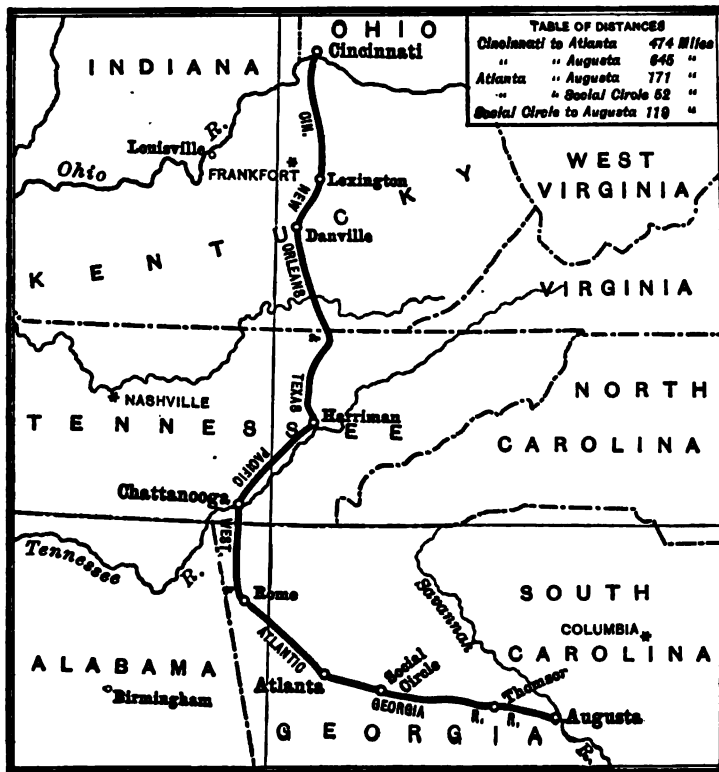 OHIO
Cincinnati
INDIANA
TABLE OF DISTANCES
Cincinnati to Atlanta 474 Miles
" " Augusta 645 "
Atlanta " Augusta 171 "
" " Social Circle 52 "
Social Circle to Augusta 119 "
CIN.
Louisville
Ohio R.
FRANKFORT
Lexington
NEW
WEST
VIRGINIA
Danville
KENTUCKY
ORLEANS
VIRGINIA
&
TEXAS
NASHVILLE
Harriman
TENNESSEE
NORTH
CAROLINA
PACIFIC
Chattanooga
WEST.
Tennessee R.
&
Rome
Savannah R.
SOUTH
CAROLINA
COLUMBIA
ATLANTIC
ALABAMA
Birmingham
Atlanta
Social
Circle
GEORGIA R. R.
Thomsor
Augusta
GEORGIA